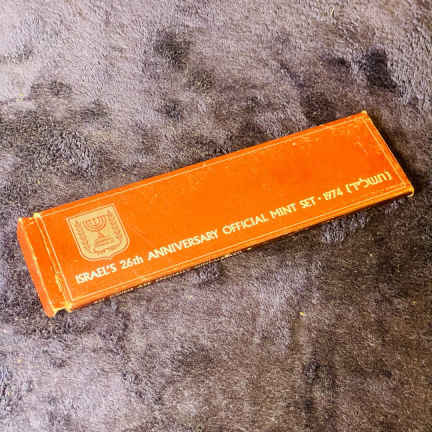 ISRAEL'S 26th ANNIVERSARY OFFICIAL MINT SET · 1974 (תשל"ד)